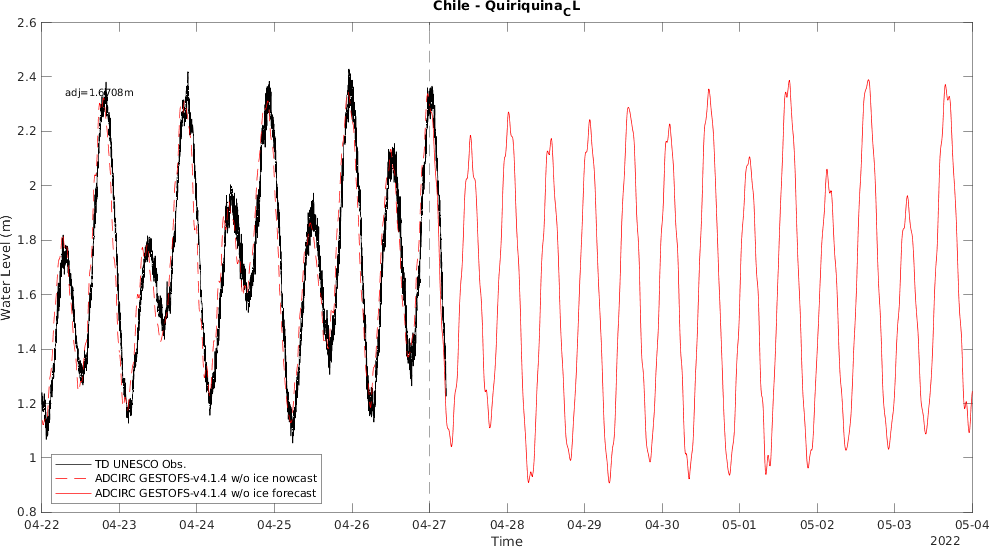 Chile - Quiriquina_CL
2.6
2.4
2.2
2
1.8
1.6
1.4
1.2
1
0.8
Water Level (m)
adj=1.6708m
TD UNESCO Obs.
ADCIRC GESTOFS-v4.1.4 w/o ice nowcast
ADCIRC GESTOFS-v4.1.4 w/o ice forecast
04-22 04-23 04-24 04-25 04-26 04-27 04-28 04-29 04-30 05-01 05-02 05-03 05-04
Time
2022